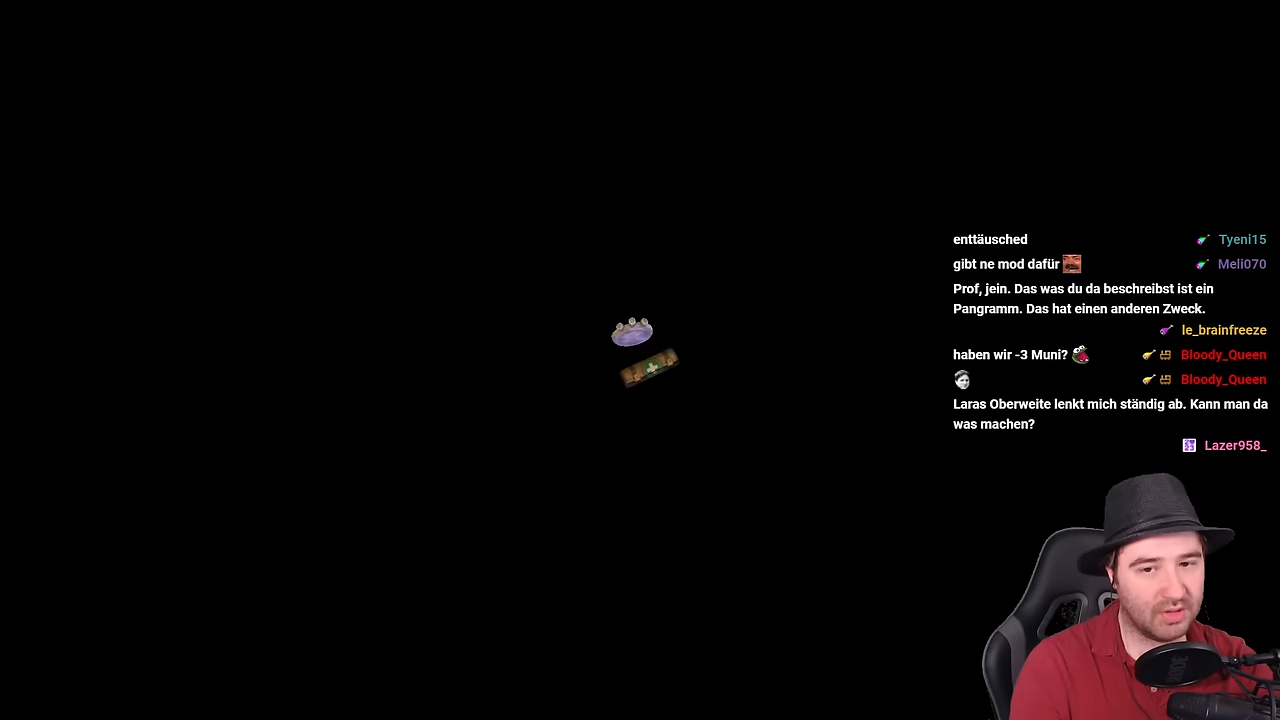 enttäusched Tyeni15
gibt ne mod dafür Meli070
Prof, jein. Das was du da beschreibst ist ein
Pangramm. Das hat einen anderen Zweck.
le_brainfreeze
haben wir -3 Muni? Bloody_Queen
Bloody_Queen
Laras Oberweite lenkt mich ständig ab. Kann man da
was machen?
Lazer958_